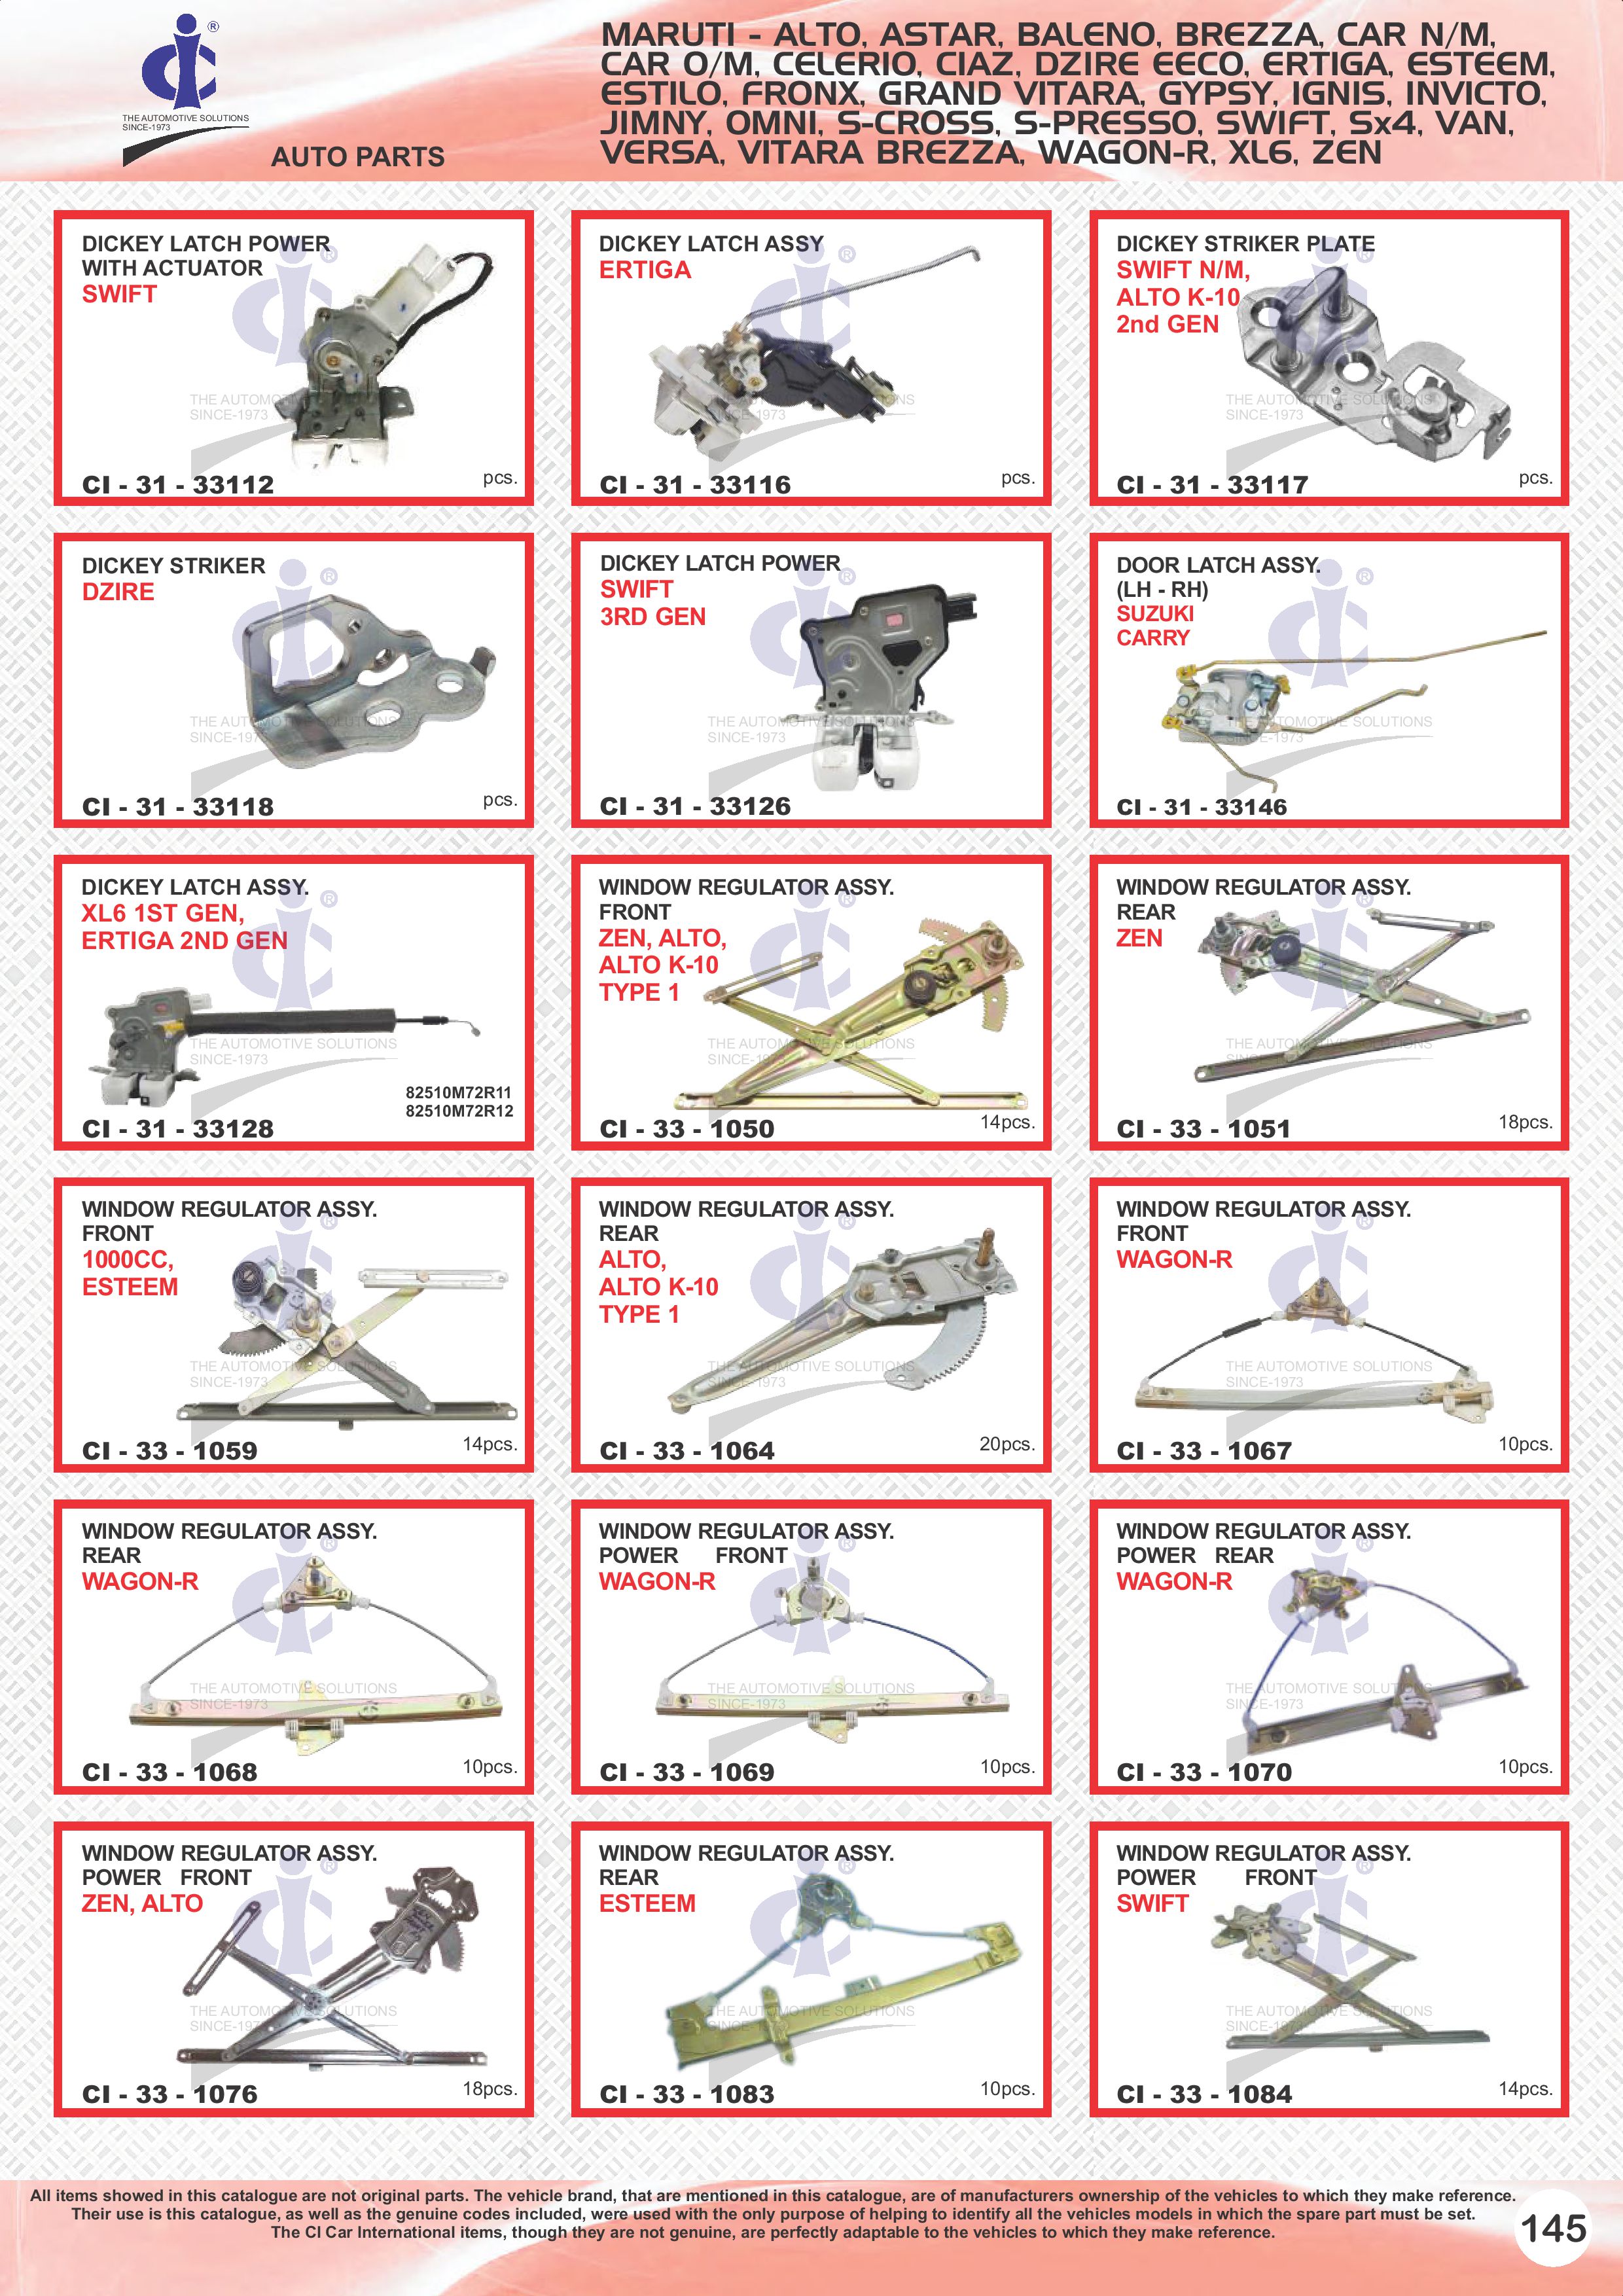 ®
THE AUTOMOTIVE SOLUTIONS
SINCE-1973
AUTO PARTS
MARUTI - ALTO, ASTAR, BALENO, BREZZA, CAR N/M,
CAR O/M, CELERIO, CIAZ, DZIRE EECO, ERTIGA, ESTEEM,
ESTILO, FRONX, GRAND VITARA, GYPSY, IGNIS, INVICTO,
JIMNY, OMNI, S-CROSS, S-PRESSO, SWIFT, Sx4, VAN,
VERSA, VITARA BREZZA, WAGON-R, XL6, ZEN
DICKEY LATCH POWER
WITH ACTUATOR
SWIFT
CI - 31 - 33112
pcs.
DICKEY LATCH ASSY
ERTIGA
CI - 31 - 33116
pcs.
DICKEY STRIKER PLATE
SWIFT N/M,
ALTO K-10
2nd GEN
CI - 31 - 33117
pcs.
DICKEY STRIKER
DZIRE
CI - 31 - 33118
pcs.
DICKEY LATCH POWER
SWIFT
3RD GEN
CI - 31 - 33126
DOOR LATCH ASSY.
(LH - RH)
SUZUKI
CARRY
CI - 31 - 33146
DICKEY LATCH ASSY.
XL6 1ST GEN,
ERTIGA 2ND GEN
82510M72R11
82510M72R12
CI - 31 - 33128
WINDOW REGULATOR ASSY.
FRONT
ZEN, ALTO,
ALTO K-10
TYPE 1
CI - 33 - 1050
14pcs.
WINDOW REGULATOR ASSY.
REAR
ZEN
CI - 33 - 1051
18pcs.
WINDOW REGULATOR ASSY.
FRONT
1000CC,
ESTEEM
CI - 33 - 1059
14pcs.
WINDOW REGULATOR ASSY.
REAR
ALTO,
ALTO K-10
TYPE 1
CI - 33 - 1064
20pcs.
WINDOW REGULATOR ASSY.
FRONT
WAGON-R
CI - 33 - 1067
10pcs.
WINDOW REGULATOR ASSY.
REAR
WAGON-R
CI - 33 - 1068
10pcs.
WINDOW REGULATOR ASSY.
POWER FRONT
WAGON-R
CI - 33 - 1069
10pcs.
WINDOW REGULATOR ASSY.
POWER REAR
WAGON-R
CI - 33 - 1070
10pcs.
WINDOW REGULATOR ASSY.
POWER FRONT
ZEN, ALTO
CI - 33 - 1076
18pcs.
WINDOW REGULATOR ASSY.
REAR
ESTEEM
CI - 33 - 1083
10pcs.
WINDOW REGULATOR ASSY.
POWER FRONT
SWIFT
CI - 33 - 1084
14pcs.
All items showed in this catalogue are not original parts. The vehicle brand, that are mentioned in this catalogue, are of manufacturers ownership of the vehicles to which they make reference.
Their use is this catalogue, as well as the genuine codes included, were used with the only purpose of helping to identify all the vehicles models in which the spare part must be set.
The CI Car International items, though they are not genuine, are perfectly adaptable to the vehicles to which they make reference.
145